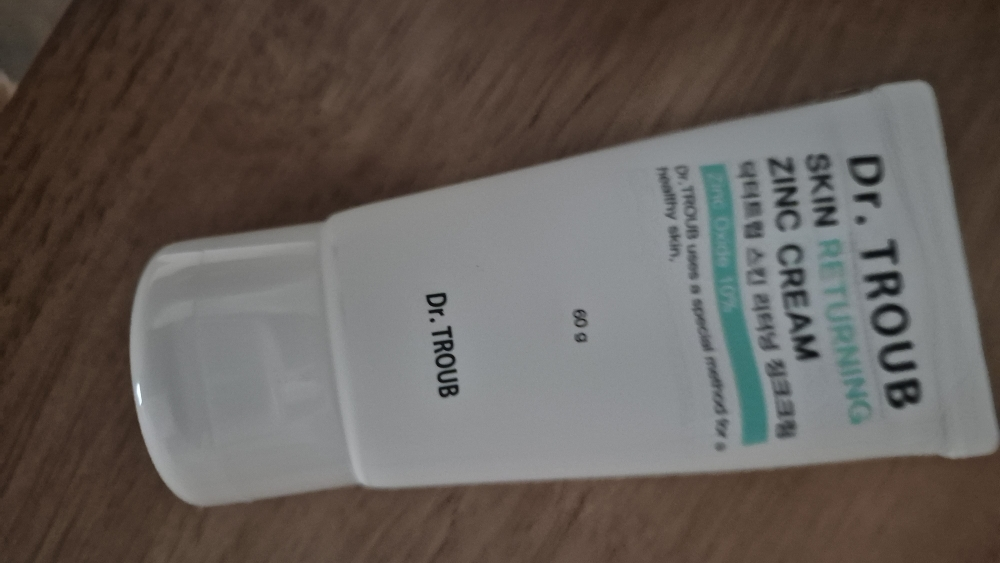 Dr. TROUB
SKIN RETURNING
ZINC CREAM
닥터트럽 스킨 리터닝 징크크림
Zinc Oxide 10%
Dr.TROUB uses a special method for a
healthy skin.
60 g
Dr. TROUB